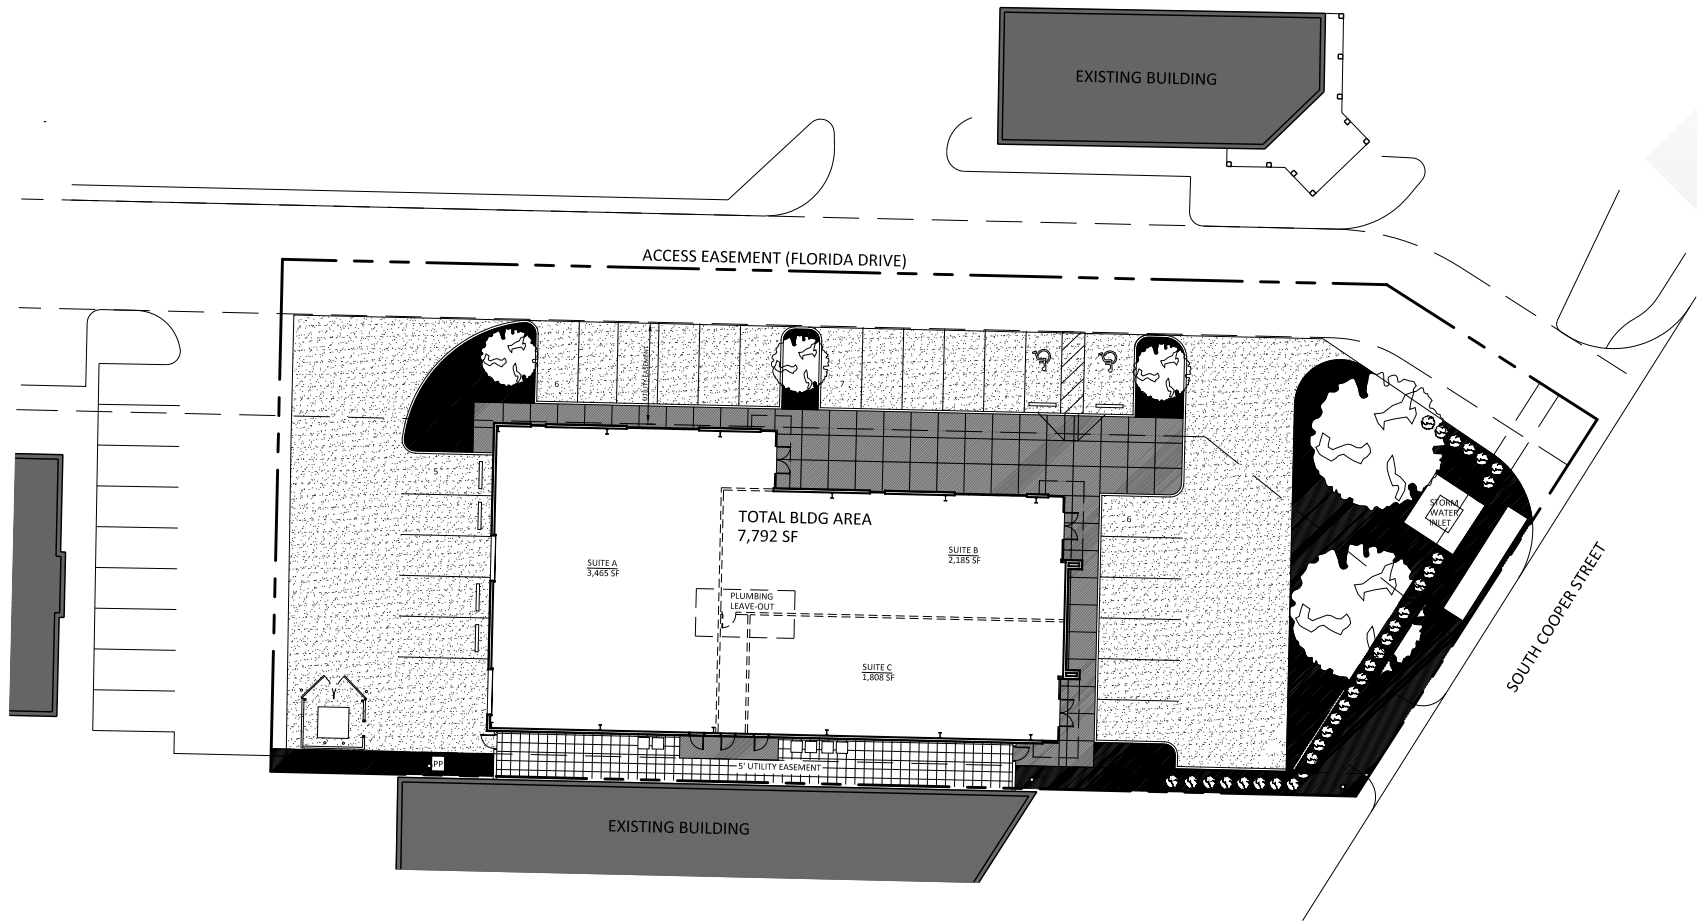 EXISTING BUILDING
ACCESS EASEMENT (FLORIDA DRIVE)
6
7
5
6
TOTAL BLDG AREA
7,792 SF
SUITE A
3,465 SF
SUITE B
2,185 SF
PLUMBING
LEAVE-OUT
SUITE C
1,808 SF
STORM
WATER
INLET
SOUTH COOPER STREET
PP
5' UTILITY EASEMENT
EXISTING BUILDING